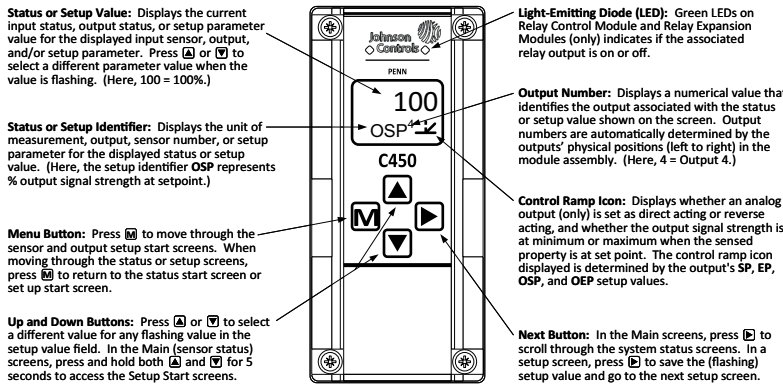 Status or Setup Value: Displays the current
input status, output status, or setup parameter
value for the displayed input sensor, output,
and/or setup parameter. Press ▲ or ▼ to
select a different parameter value when the
value is flashing. (Here, 100 = 100%.)
Status or Setup Identifier: Displays the unit of
measurement, output, sensor number, or setup
parameter for the displayed status or setup
value. (Here, the setup identifier OSP represents
% output signal strength at setpoint.)
Menu Button: Press M to move through the
sensor and output setup start screens. When
moving through the status or setup screens,
press M to return to the status start screen or
set up start screen.
Up and Down Buttons: Press ▲ or ▼ to select
a different value for any flashing value in the
setup value field. In the Main (sensor status)
screens, press and hold both ▲ and ▼ for 5
seconds to access the Setup Start screens.
Johnson
Controls
PENN
100
OSP4
C450
M
Light-Emitting Diode (LED): Green LEDs on
Relay Control Module and Relay Expansion
Modules (only) indicates if the associated
relay output is on or off.
Output Number: Displays a numerical value that
identifies the output associated with the status
or setup value shown on the screen. Output
numbers are automatically determined by the
outputs' physical positions (left to right) in the
module assembly. (Here, 4 = Output 4.)
Control Ramp Icon: Displays whether an analog
output (only) is set as direct acting or reverse
acting, and whether the output signal strength is
at minimum or maximum when the sensed
property is at set point. The control ramp icon
displayed is determined by the output's SP, EP,
OSP, and OEP setup values.
Next Button: In the Main screens, press ▶ to
scroll through the system status screens. In a
setup screen, press ▶ to save the (flashing)
setup value and go to the next setup screen.